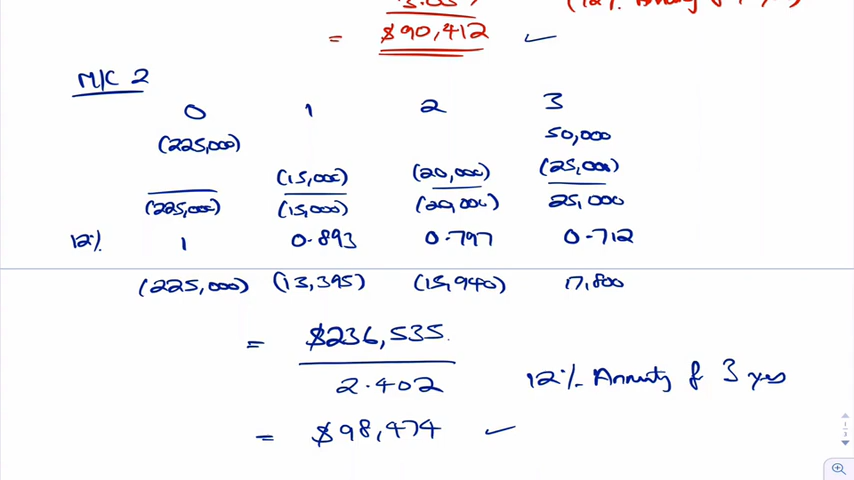 = $90,412
M/C 2
0 1 2 3
(225,000) 50,000
(15,000) (20,000) (25,000)
(225,000) (15,000) (20,000) 25,000
12% 1 0.893 0.797 0.712
(225,000) (13,395) (15,940) 17,800
= $236,535
2.402 12% Annuity f 3 yrs
= $98,474